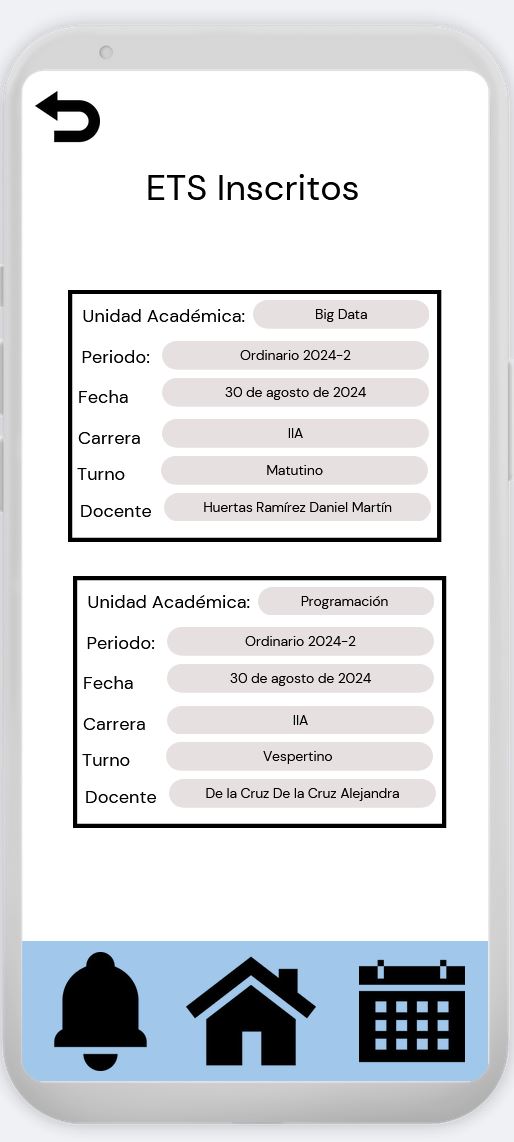 ETS Inscritos
Unidad Académica: Big Data
Periodo: Ordinario 2024-2
Fecha 30 de agosto de 2024
Carrera IIA
Turno Matutino
Docente Huertas Ramírez Daniel Martín
Unidad Académica: Programación
Periodo: Ordinario 2024-2
Fecha 30 de agosto de 2024
Carrera IIA
Turno Vespertino
Docente De la Cruz De la Cruz Alejandra